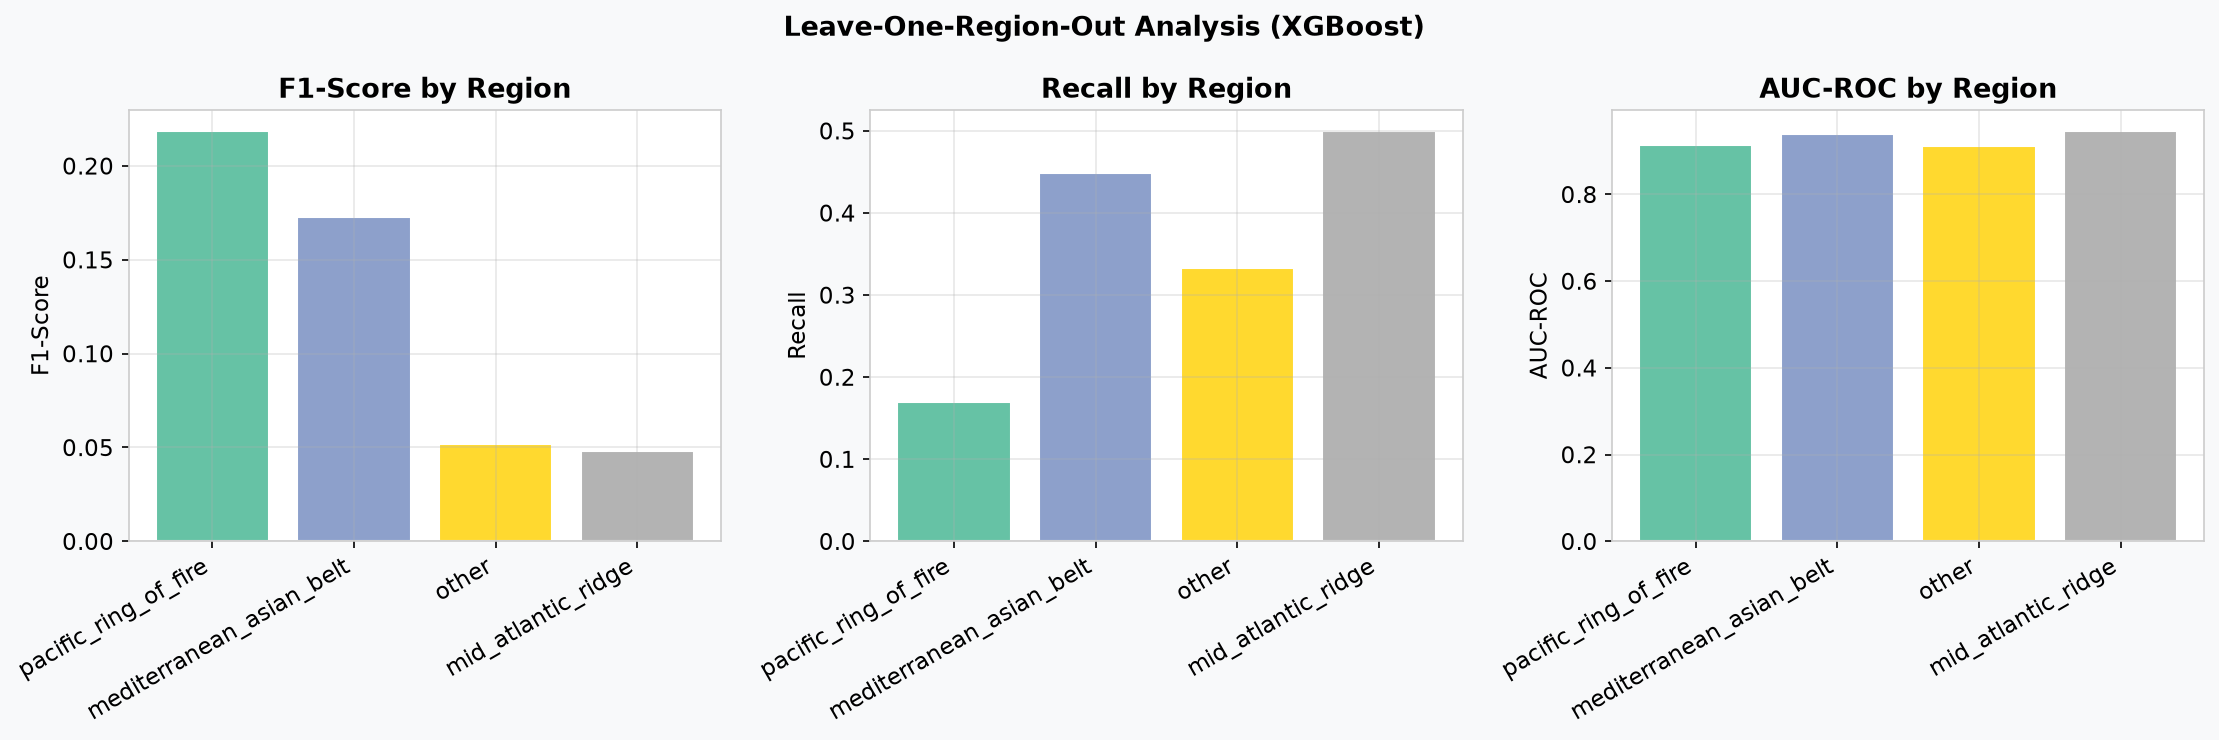 Leave-One-Region-Out Analysis (XGBoost)
F1-Score by Region
F1-Score
0.20
0.15
0.10
0.05
0.00
pacific_ring_of_fire
mediterranean_asian_belt
other
mid_atlantic_ridge
Recall by Region
Recall
0.5
0.4
0.3
0.2
0.1
0.0
pacific_ring_of_fire
mediterranean_asian_belt
other
mid_atlantic_ridge
AUC-ROC by Region
AUC-ROC
0.8
0.6
0.4
0.2
0.0
pacific_ring_of_fire
mediterranean_asian_belt
other
mid_atlantic_ridge